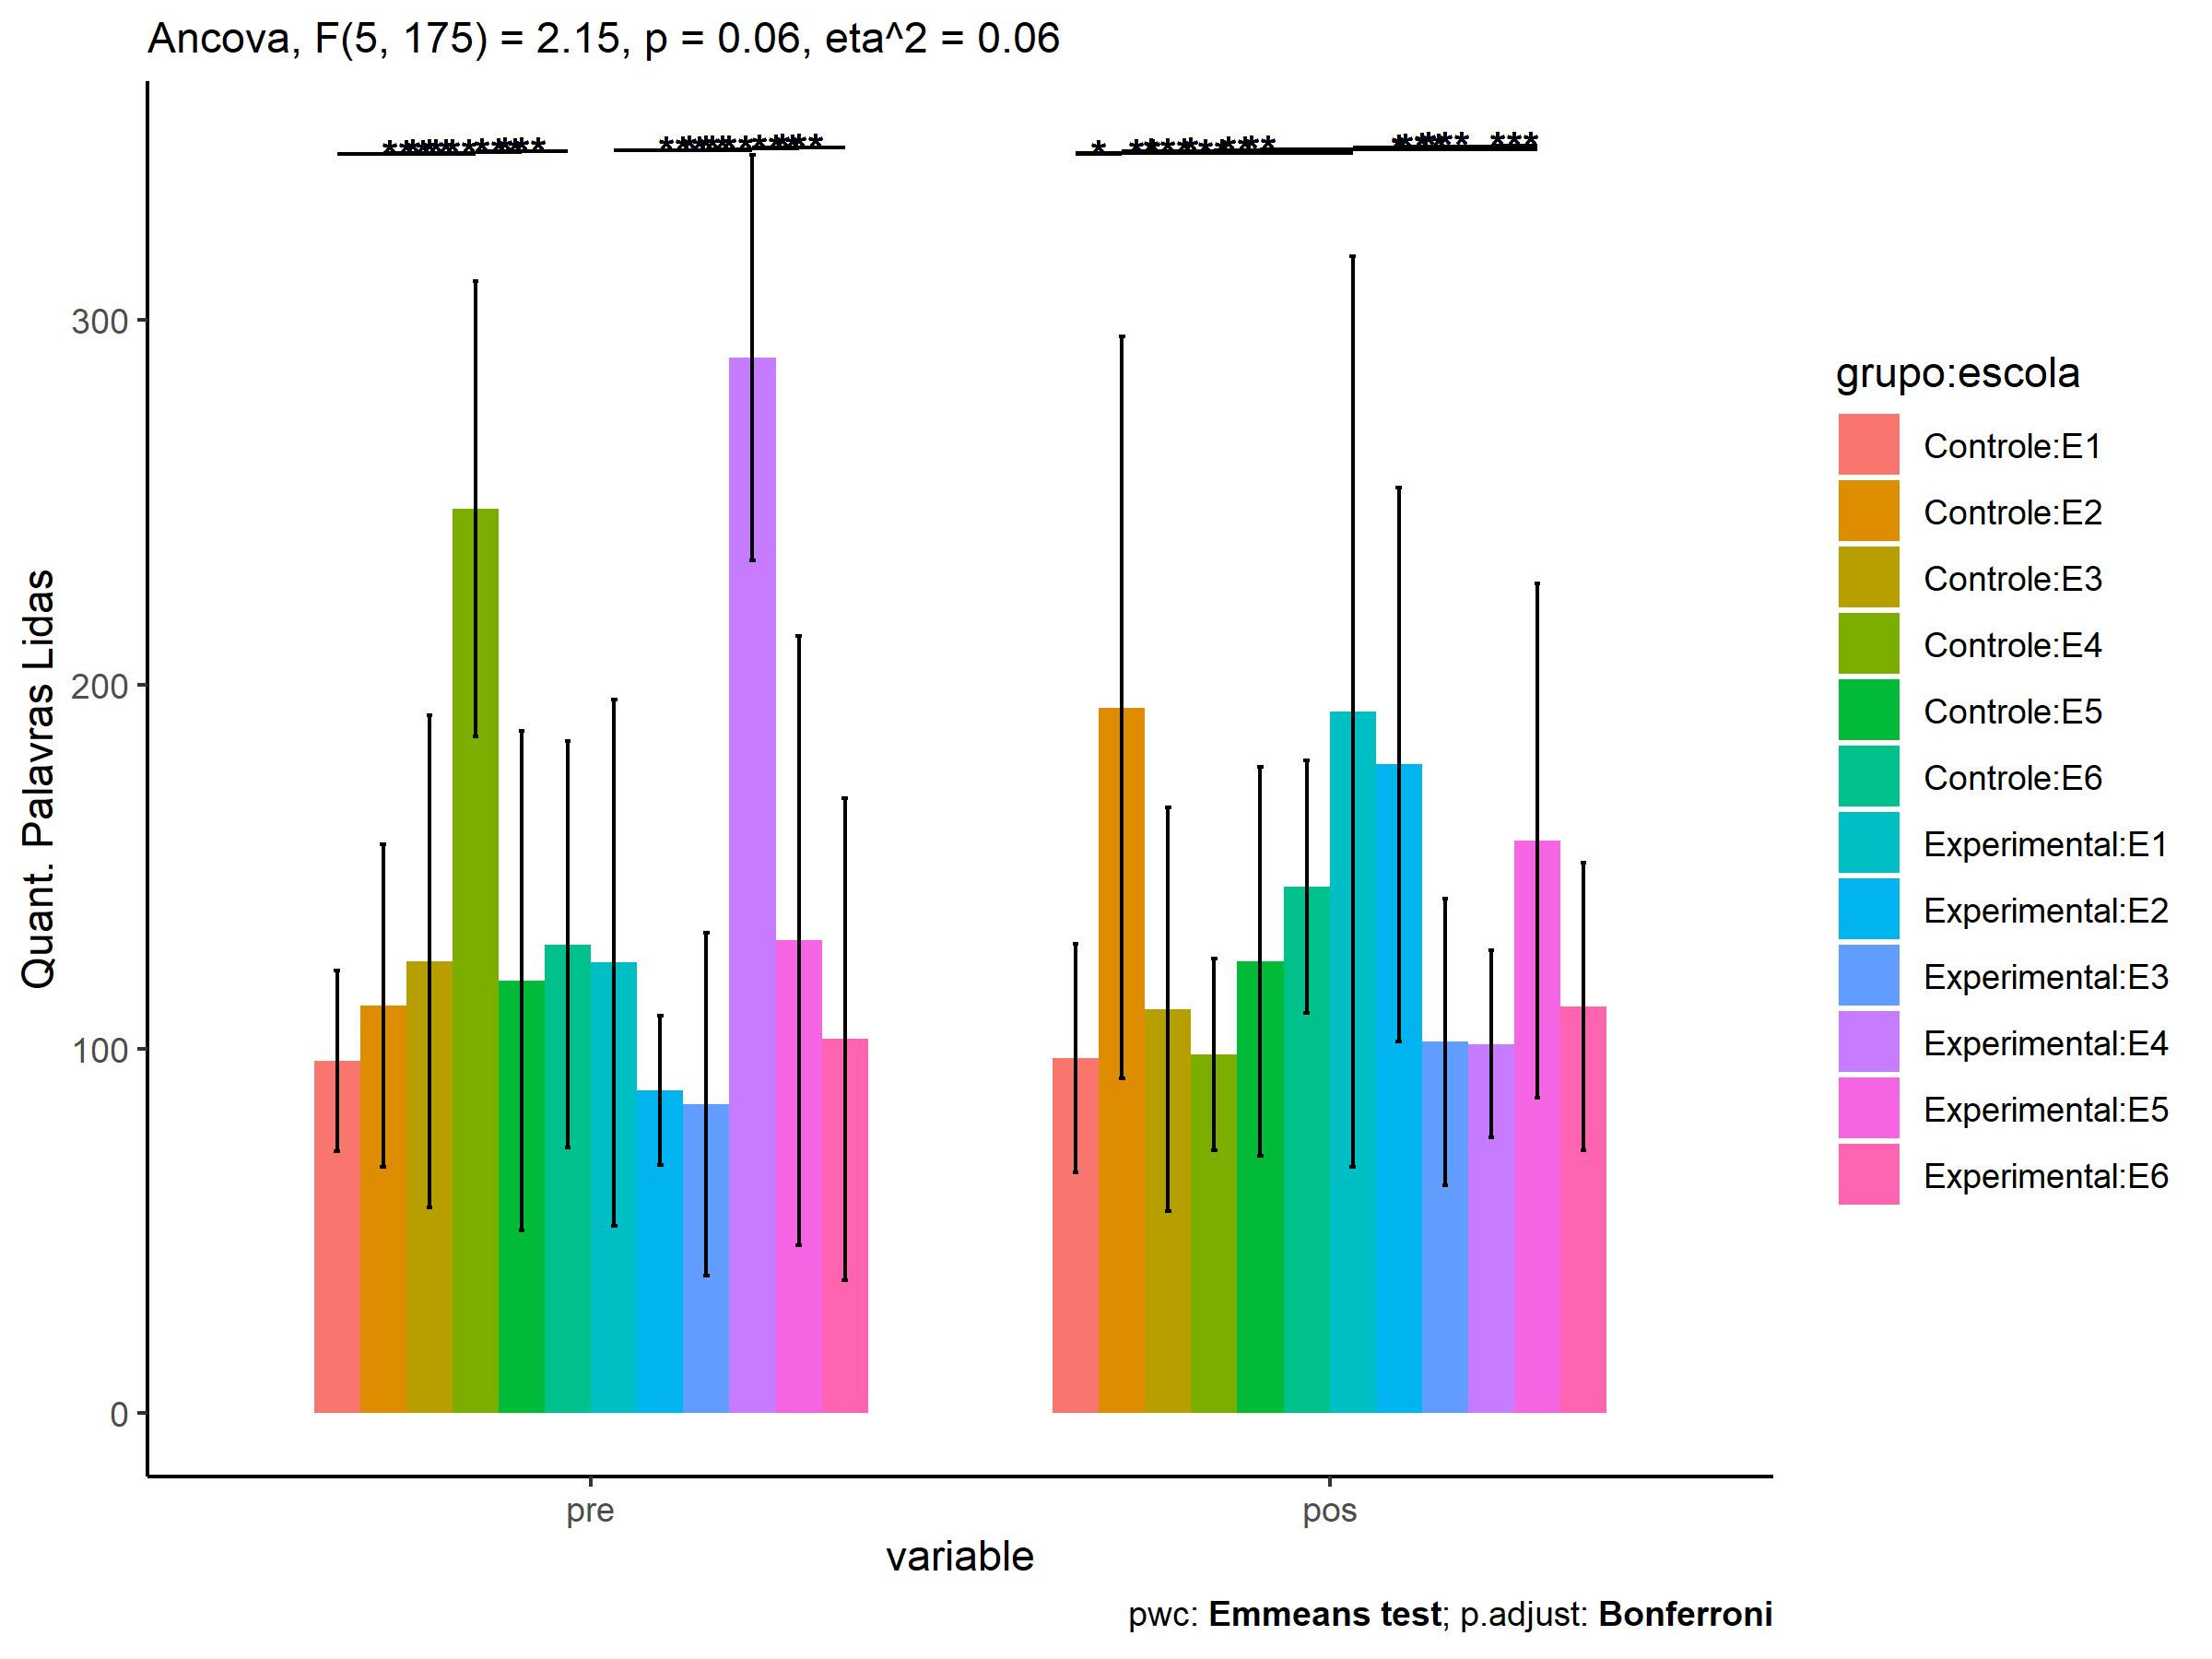 Ancova, F(5, 175) = 2.15, p = 0.06, eta^2 = 0.06
Quant. Palavras Lidas
300
200
100
0
pre
pos
variable
grupo:escola
Controle:E1
Controle:E2
Controle:E3
Controle:E4
Controle:E5
Controle:E6
Experimental:E1
Experimental:E2
Experimental:E3
Experimental:E4
Experimental:E5
Experimental:E6
pwc: Emmeans test; p.adjust: Bonferroni